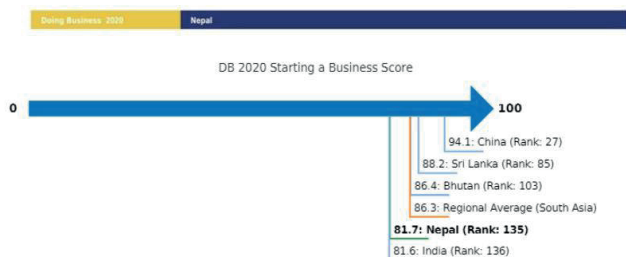 Doing Business 2020 Nepal
DB 2020 Starting a Business Score
0 100
94.1: China (Rank: 27)
88.2: Sri Lanka (Rank: 85)
86.4: Bhutan (Rank: 103)
86.3: Regional Average (South Asia)
81.7: Nepal (Rank: 135)
81.6: India (Rank: 136)